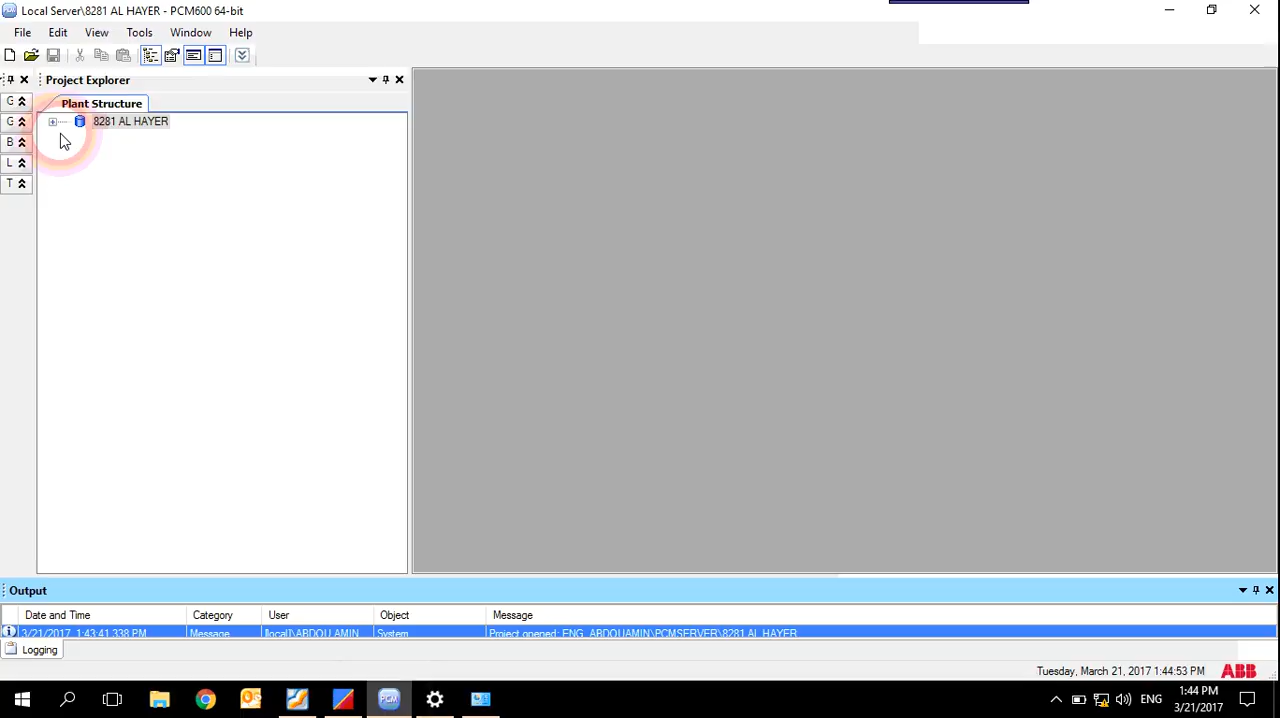 Local Server\8281 AL HAYER - PCM600 64-bit
File Edit View Tools Window Help
Project Explorer
G
Plant Structure
G
8281 AL HAYER
B
L
T
Output
Date and Time Category User Object Message
3/21/2017 1:43:41.338 PM Message [local]\ABDOU_AMIN System Project opened: ENG_ABDOUAMIN\PCMSERVER\8281 AL HAYER
Logging
Tuesday, March 21, 2017 1:44:53 PM ABB
PCM
ENG
1:44 PM
3/21/2017